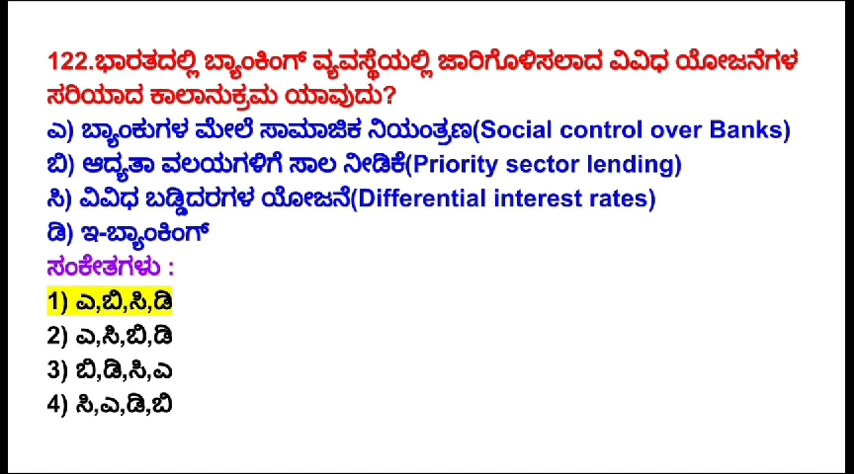 122.ಭಾರತದಲ್ಲಿ ಬ್ಯಾಂಕಿಂಗ್ ವ್ಯವಸ್ಥೆಯಲ್ಲಿ ಜಾರಿಗೊಳಿಸಲಾದ ವಿವಿಧ ಯೋಜನೆಗಳ
ಸರಿಯಾದ ಕಾಲಾನುಕ್ರಮ ಯಾವುದು?
ಎ) ಬ್ಯಾಂಕುಗಳ ಮೇಲೆ ಸಾಮಾಜಿಕ ನಿಯಂತ್ರಣ(Social control over Banks)
ಬಿ) ಆದ್ಯತಾ ವಲಯಗಳಿಗೆ ಸಾಲ ನೀಡಿಕೆ(Priority sector lending)
ಸಿ) ವಿವಿಧ ಬಡ್ಡಿದರಗಳ ಯೋಜನೆ(Differential interest rates)
ಡಿ) ಇ-ಬ್ಯಾಂಕಿಂಗ್
ಸಂಕೇತಗಳು :
1) ಎ,ಬಿ,ಸಿ,ಡಿ
2) ಎ,ಸಿ,ಬಿ,ಡಿ
3) ಬಿ,ಡಿ,ಸಿ,ಎ
4) ಸಿ,ಎ,ಡಿ,ಬಿ